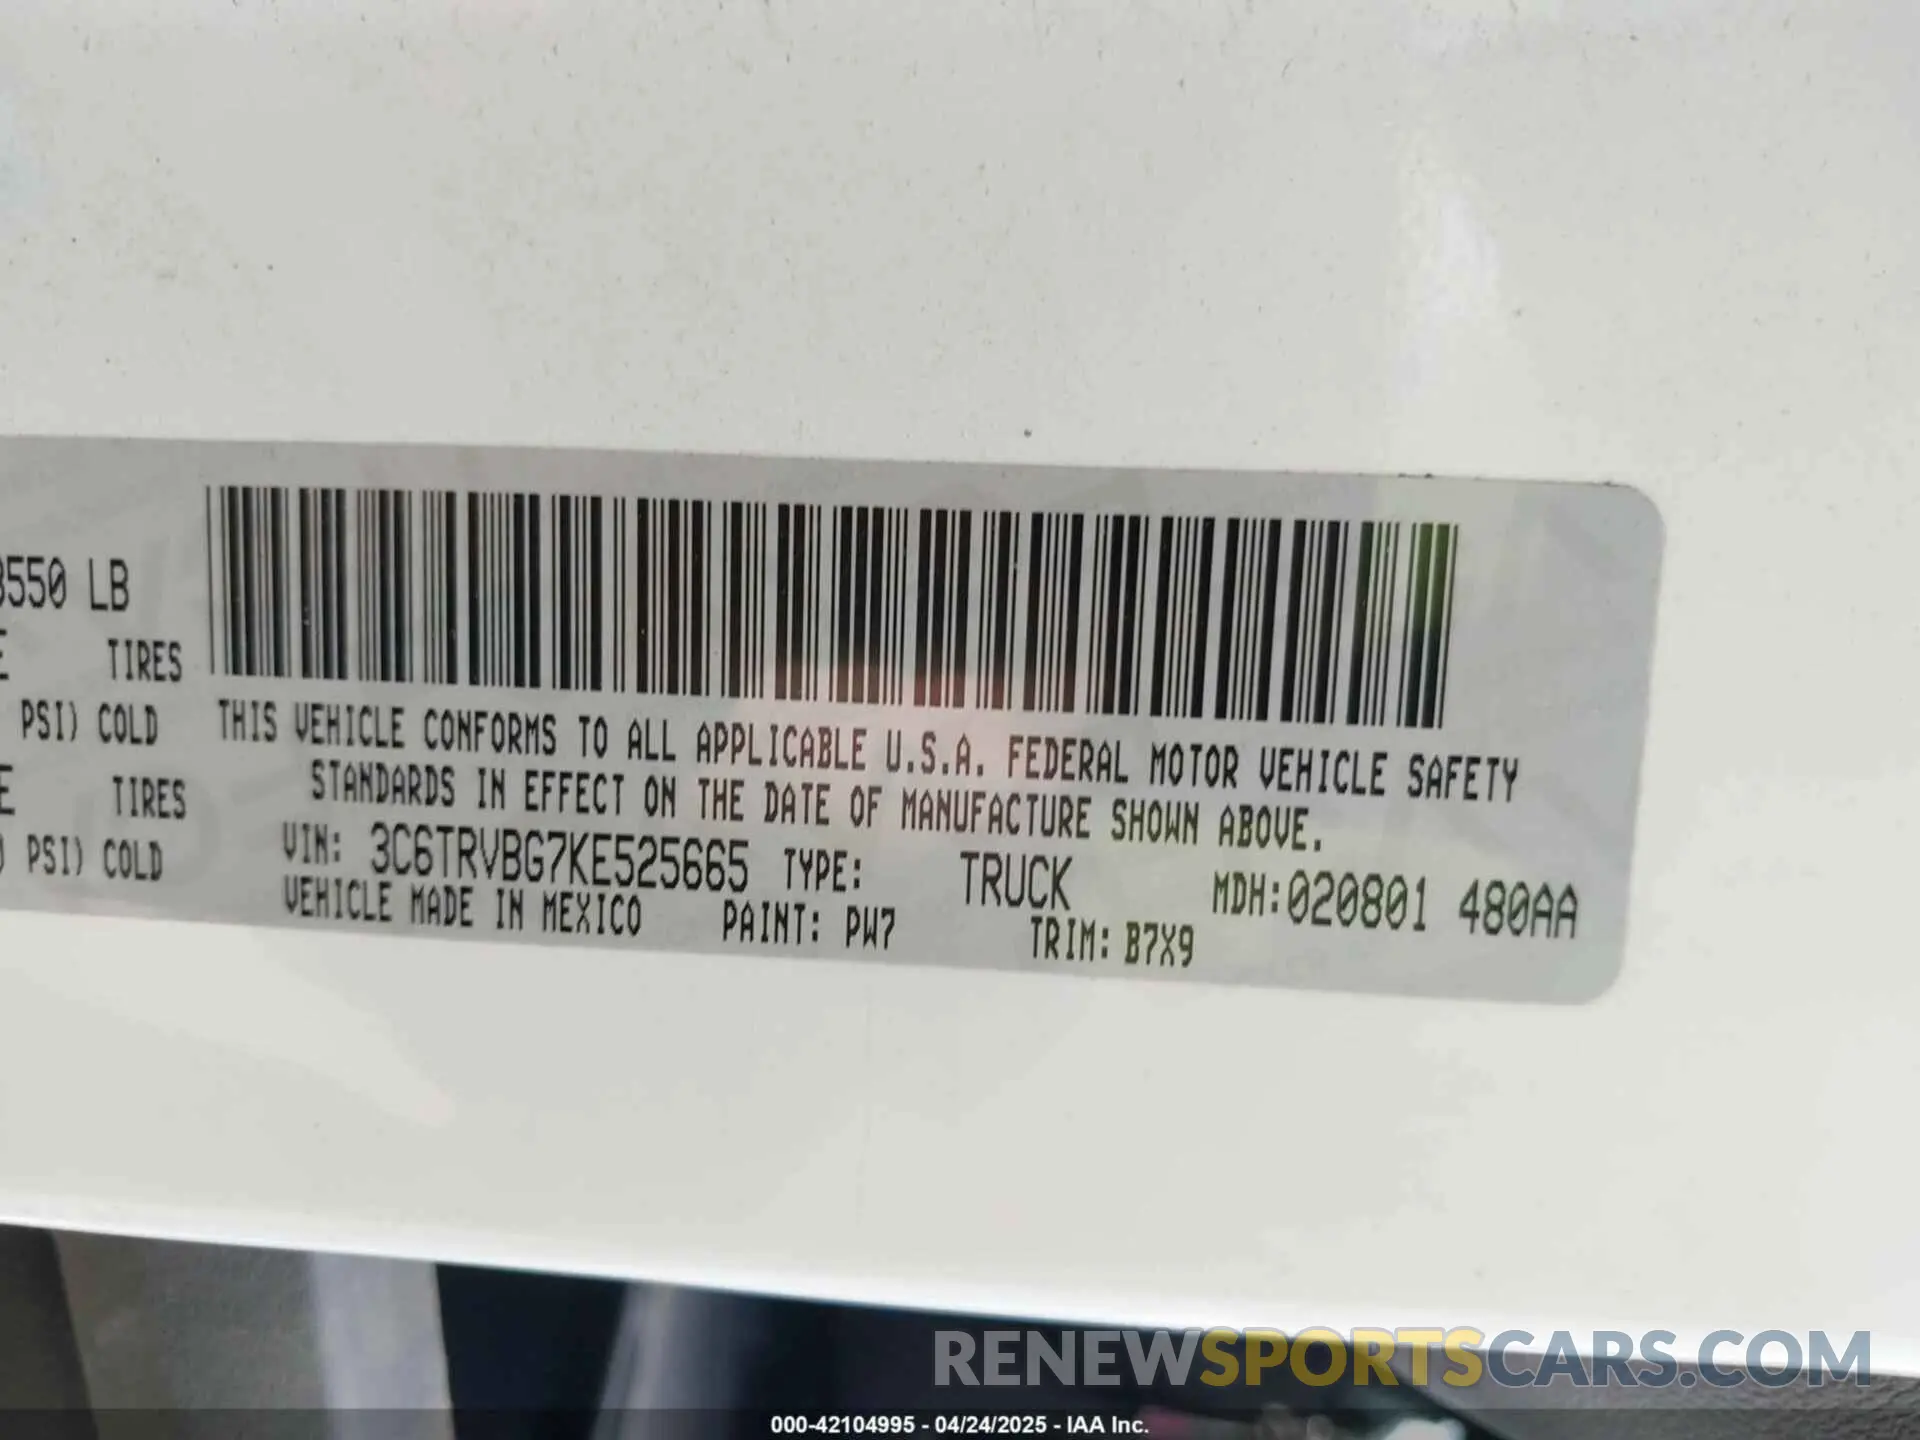 550 LB
TIRES
PSI) COLD
TIRES
PSI) COLD
THIS VEHICLE CONFORMS TO ALL APPLICABLE U.S.A. FEDERAL MOTOR VEHICLE SAFETY
STANDARDS IN EFFECT ON THE DATE OF MANUFACTURE SHOWN ABOVE.
VIN: 3C6TRVBG7KE525665 TYPE: TRUCK MDH:020801 480AA
VEHICLE MADE IN MEXICO PAINT: PW7 TRIM: B7X9
RENEWSPORTSCARS.COM
000-42104995 - 04/24/2025 - IAA Inc.